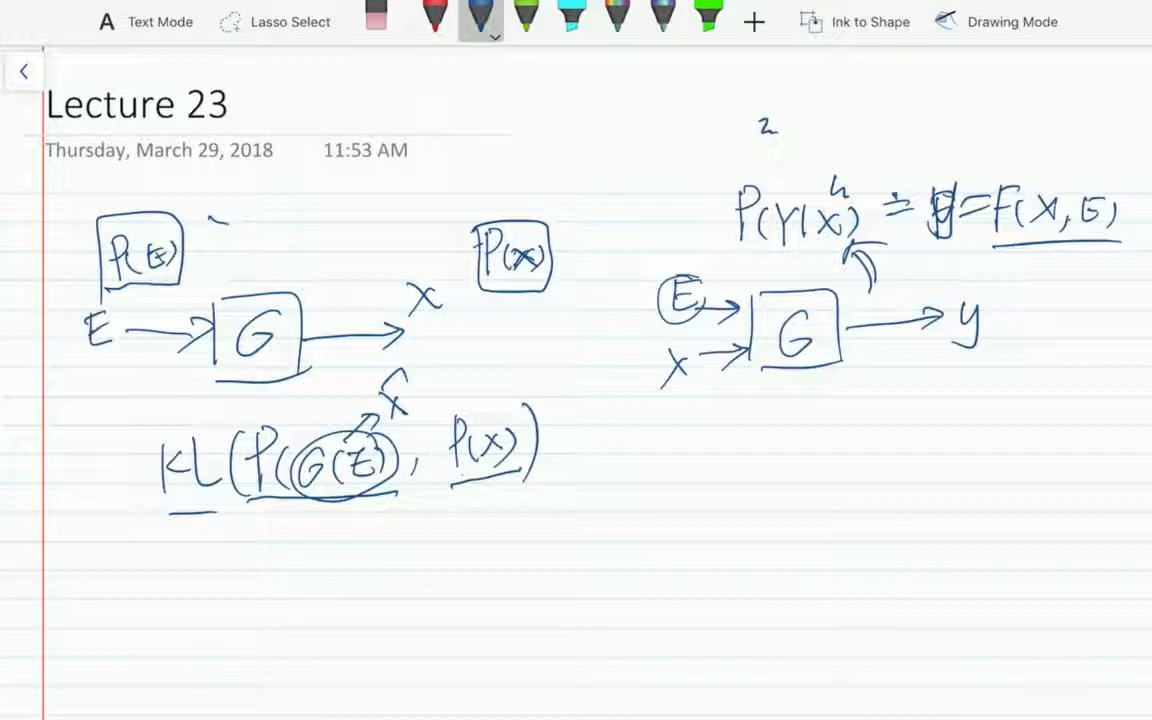 A Text Mode Lasso Select Ink to Shape Drawing Mode
Lecture 23
Thursday, March 29, 2018 11:53 AM
2
P(E) P(X) P(Y|X) ≐ = F(X, E)
E → G → X
E → G → y
X →
X̂
KL (P(G(E)), P(X))